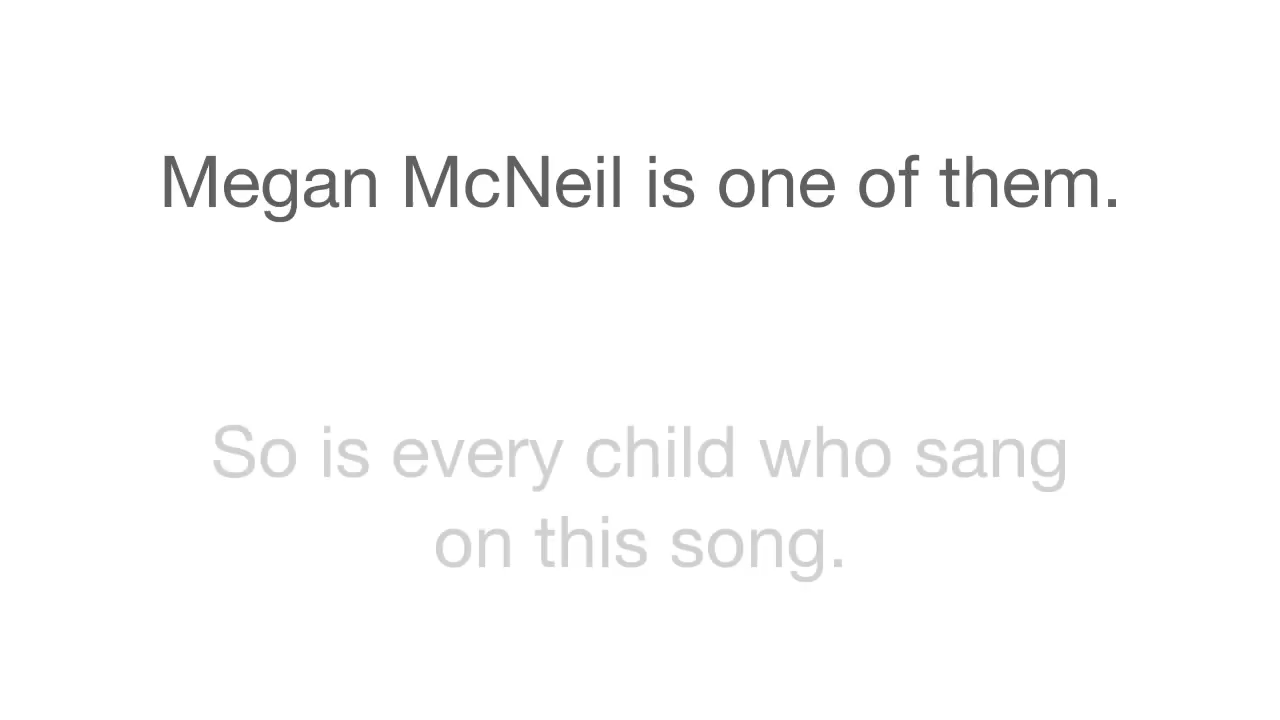 Megan McNeil is one of them.
So is every child who sang
on this song.